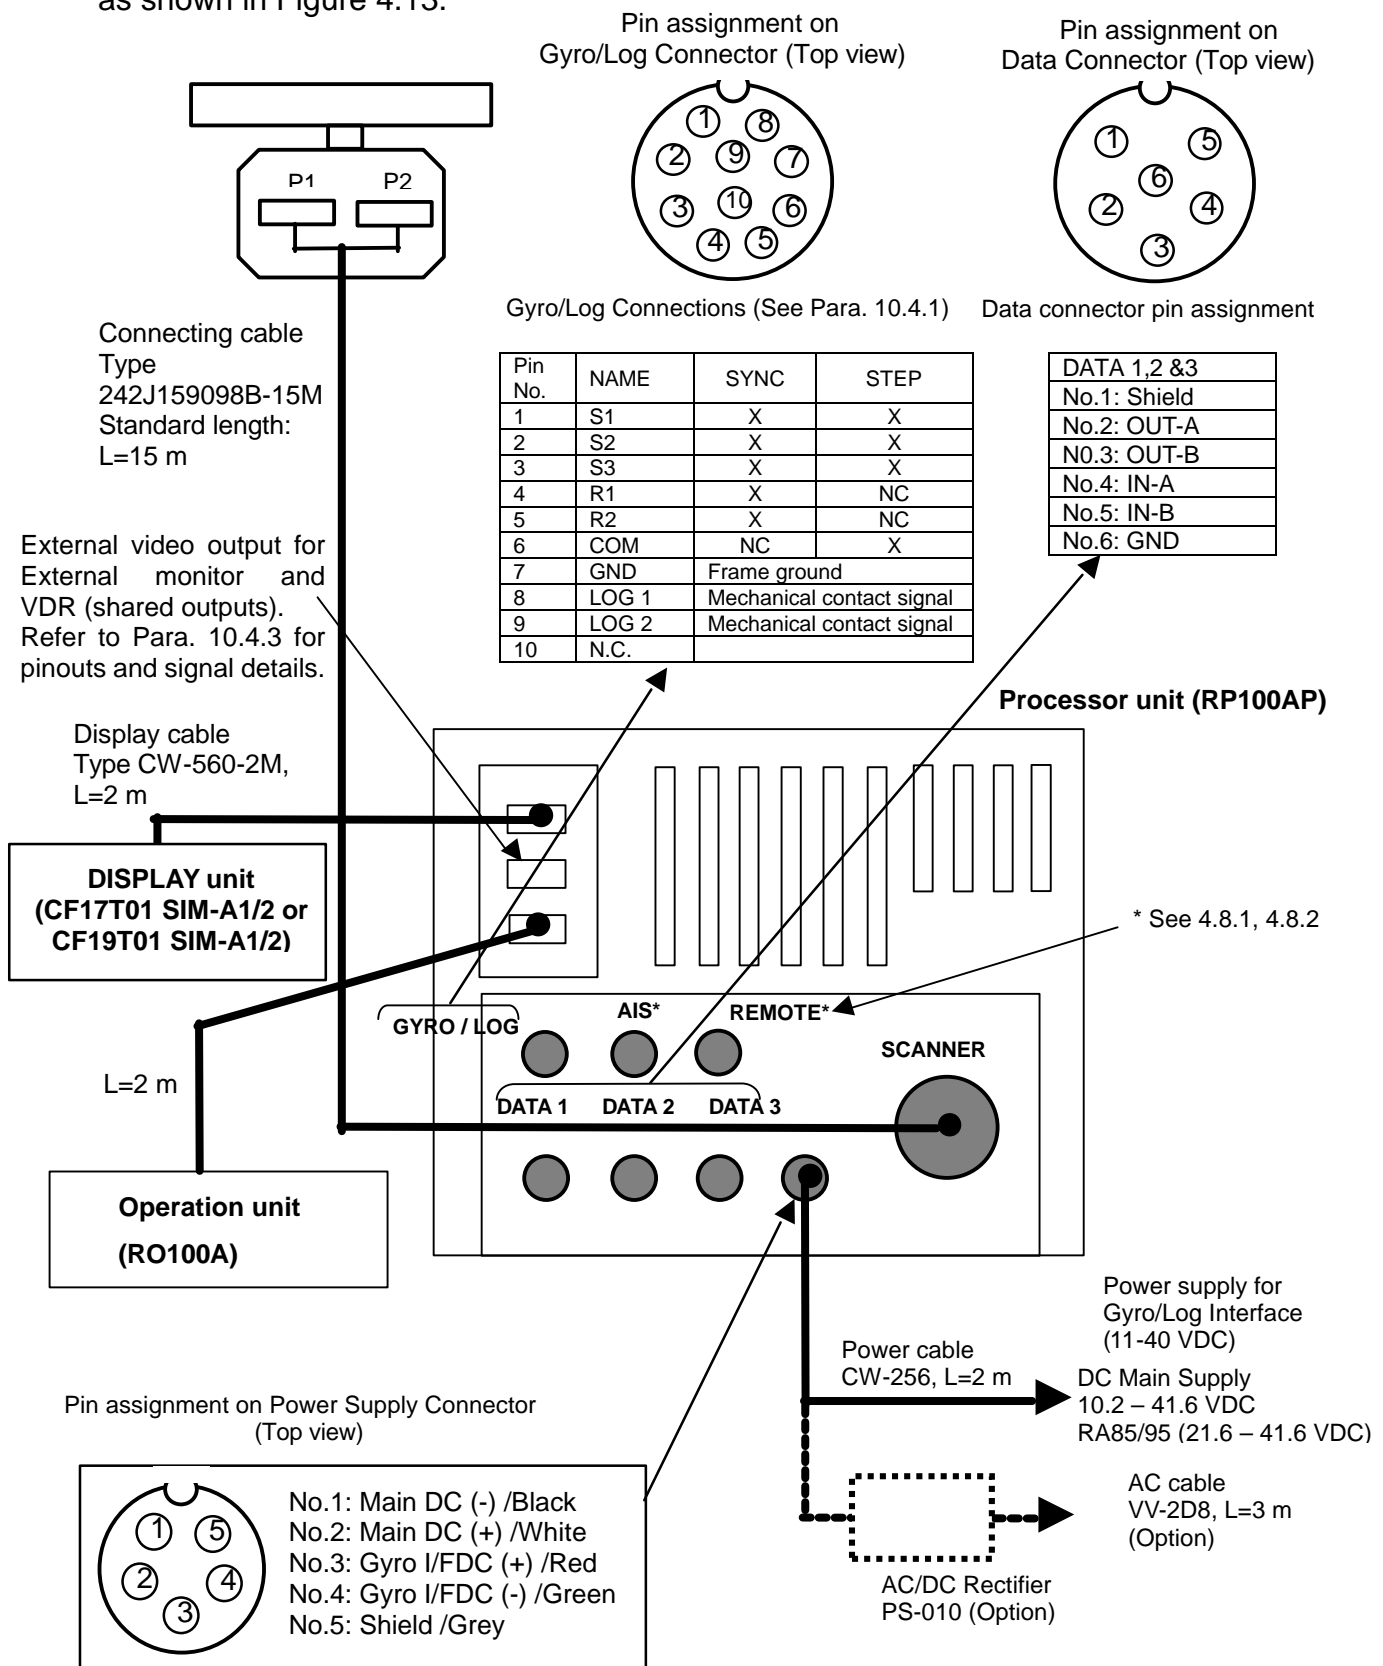 as shown in Figure 4.13.
Pin assignment on
Gyro/Log Connector (Top view)
Pin assignment on
Data Connector (Top view)
1
8
2
9
7
3
10
6
4
5
1
5
6
2
4
3
P1
P2
Gyro/Log Connections (See Para. 10.4.1)
Data connector pin assignment
Connecting cable
Type
242J159098B-15M
Standard length:
L=15 m
Pin No. NAME SYNC STEP
1 S1 X X
2 S2 X X
3 S3 X X
4 R1 X NC
5 R2 X NC
6 COM NC X
7 GND Frame ground
8 LOG 1 Mechanical contact signal
9 LOG 2 Mechanical contact signal
10 N.C.
DATA 1,2 &3
No.1: Shield
No.2: OUT-A
N0.3: OUT-B
No.4: IN-A
No.5: IN-B
No.6: GND
External video output for
External monitor and
VDR (shared outputs).
Refer to Para. 10.4.3 for
pinouts and signal details.
Processor unit (RP100AP)
Display cable
Type CW-560-2M,
L=2 m
DISPLAY unit
(CF17T01 SIM-A1/2 or
CF19T01 SIM-A1/2)
* See 4.8.1, 4.8.2
GYRO / LOG
AIS*
REMOTE*
SCANNER
L=2 m
DATA 1
DATA 2
DATA 3
Operation unit
(RO100A)
Power supply for
Gyro/Log Interface
(11-40 VDC)
Power cable
CW-256, L=2 m
DC Main Supply
10.2 – 41.6 VDC
RA85/95 (21.6 – 41.6 VDC)
Pin assignment on Power Supply Connector
(Top view)
1
5
2
4
3
No.1: Main DC (-) /Black
No.2: Main DC (+) /White
No.3: Gyro I/FDC (+) /Red
No.4: Gyro I/FDC (-) /Green
No.5: Shield /Grey
AC cable
VV-2D8, L=3 m
(Option)
AC/DC Rectifier
PS-010 (Option)